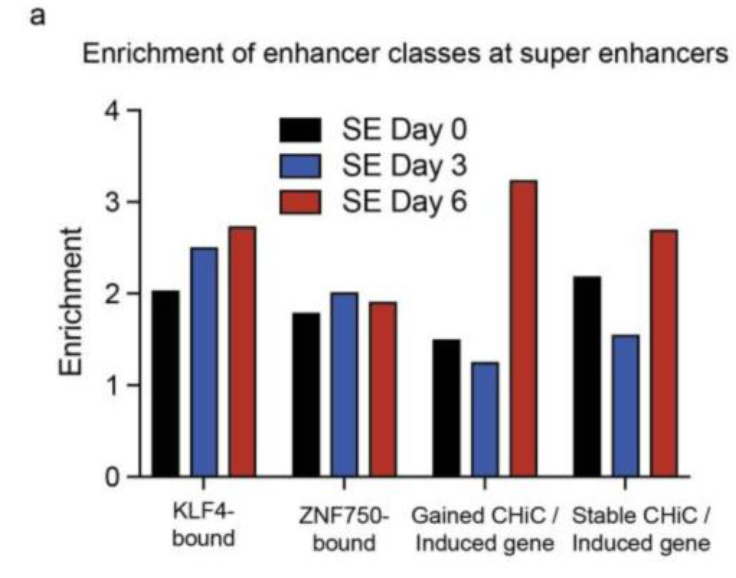 a
Enrichment of enhancer classes at super enhancers
4
3
2
1
0
Enrichment
SE Day 0
SE Day 3
SE Day 6
KLF4-
bound
ZNF750-
bound
Gained CHiC /
Induced gene
Stable CHiC /
Induced gene